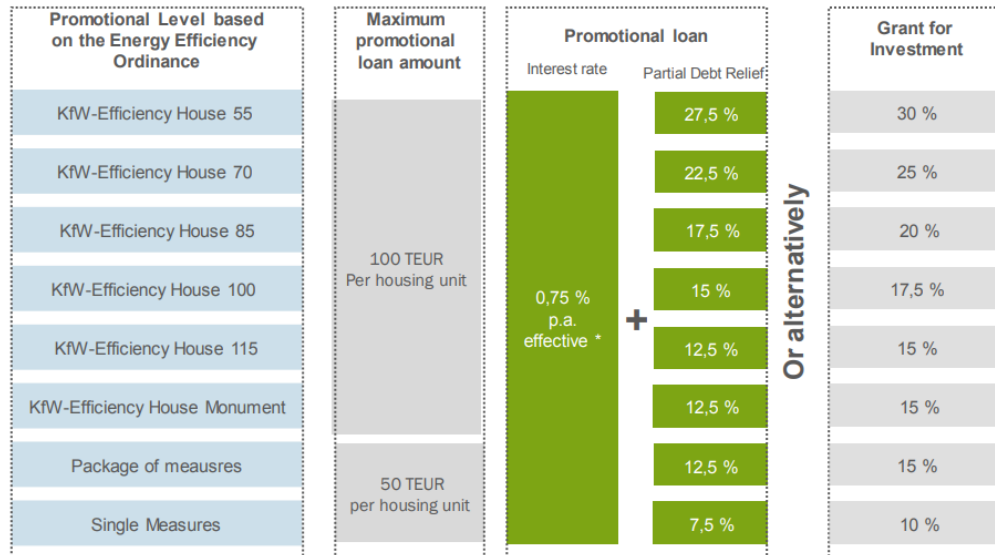 Promotional Level based
on the Energy Efficiency
Ordinance
Maximum
promotional
loan amount
Promotional loan
Interest rate
Partial Debt Relief
Grant for
Investment
KfW-Efficiency House 55
27,5 %
30 %
KfW-Efficiency House 70
22,5 %
25 %
KfW-Efficiency House 85
17,5 %
20 %
KfW-Efficiency House 100
15 %
17,5 %
KfW-Efficiency House 115
12,5 %
15 %
KfW-Efficiency House Monument
12,5 %
15 %
Package of meausres
12,5 %
15 %
Single Measures
7,5 %
10 %
100 TEUR
Per housing unit
50 TEUR
per housing unit
0,75 %
p.a.
effective *
+
Or alternatively